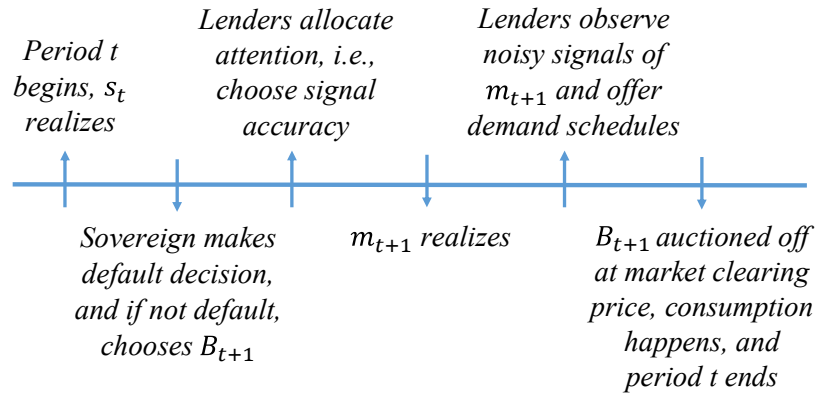 Period t
begins, s_t
realizes
Lenders allocate
attention, i.e.,
choose signal
accuracy
Lenders observe
noisy signals of
m_{t+1} and offer
demand schedules
Sovereign makes
default decision,
and if not default,
chooses B_{t+1}
m_{t+1} realizes
B_{t+1} auctioned off
at market clearing
price, consumption
happens, and
period t ends